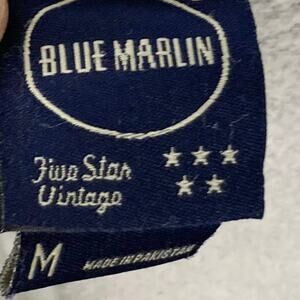 BLUE MARLIN
Five Star
Vintage
M MADE IN PAKISTAN